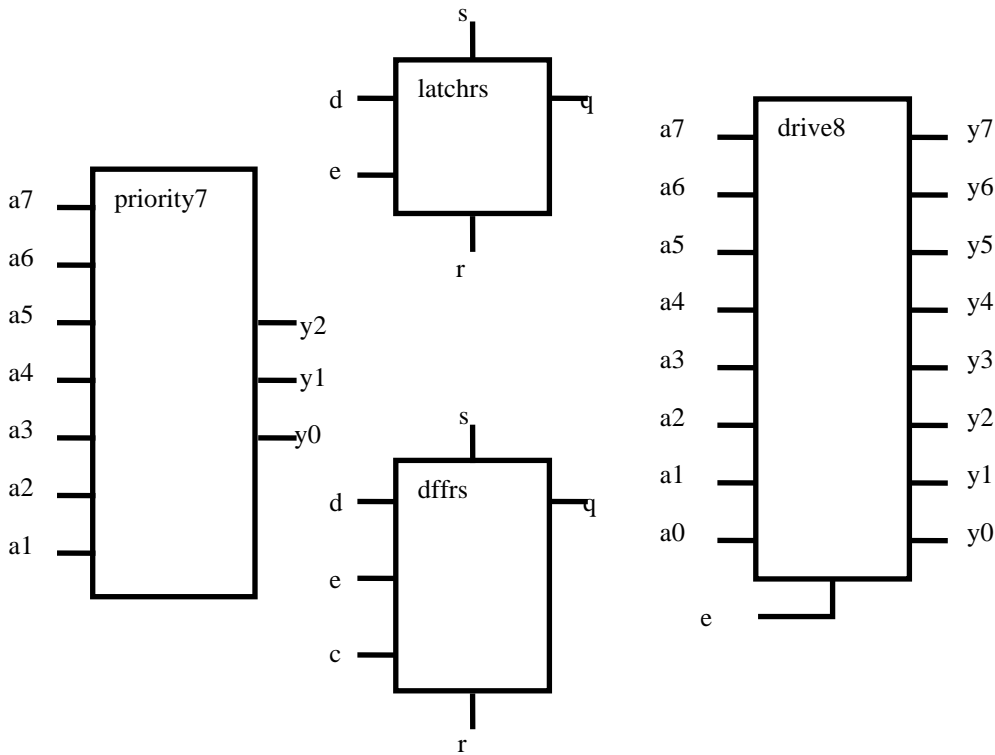 priority7
a7
a6
a5
a4
a3
a2
a1
y2
y1
y0
s
latchrs
d
q
e
r
s
dffrs
d
q
e
c
r
drive8
a7
a6
a5
a4
a3
a2
a1
a0
y7
y6
y5
y4
y3
y2
y1
y0
e